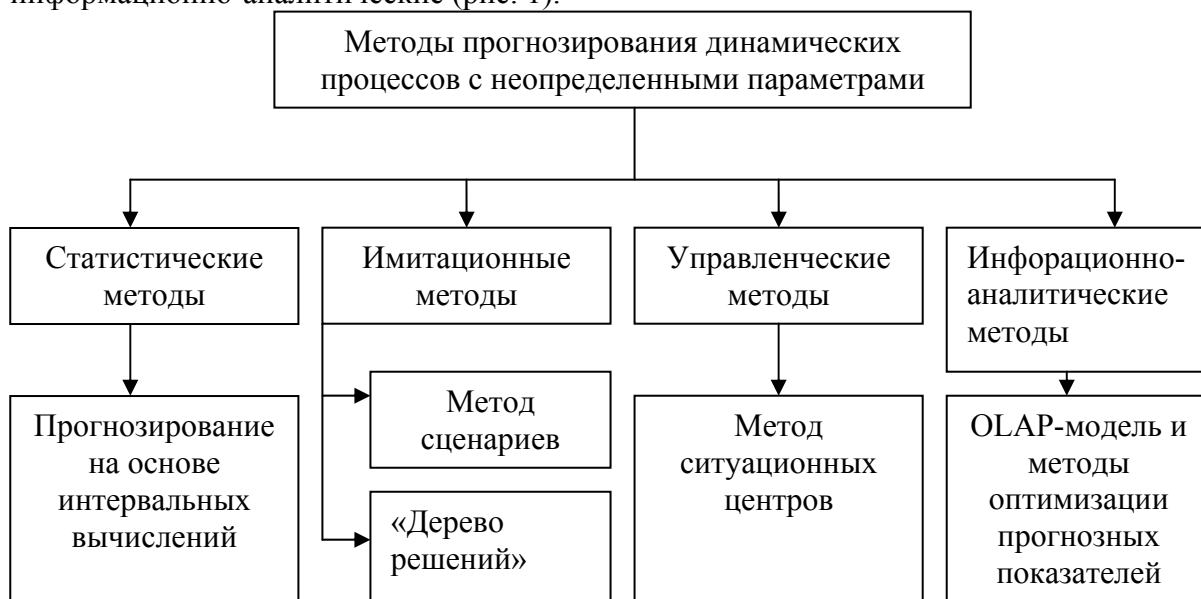 информационно-аналитические (рис. 1).
Методы прогнозирования динамических
процессов с неопределенными параметрами
Статистические
методы
Имитационные
методы
Управленческие
методы
Инфорационно-
аналитические
методы
Прогнозирование
на основе
интервальных
вычислений
Метод
сценариев
«Дерево
решений»
Метод
ситуационных
центров
OLAP-модель и
методы
оптимизации
прогнозных
показателей